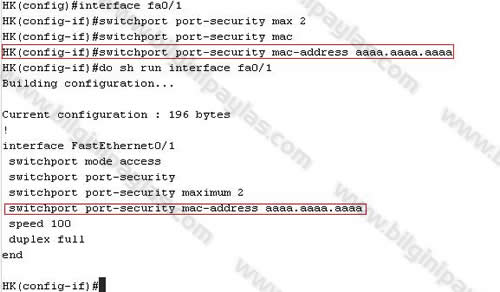 HK(config)#interface fa0/1
HK(config-if)#switchport port-security max 2
HK(config-if)#switchport port-security mac
HK(config-if)#switchport port-security mac-address aaaa.aaaa.aaaa
HK(config-if)#do sh run interface fa0/1
Building configuration...

Current configuration : 196 bytes
!
interface FastEthernet0/1
 switchport mode access
 switchport port-security
 switchport port-security maximum 2
 switchport port-security mac-address aaaa.aaaa.aaaa
 speed 100
 duplex full
end

HK(config-if)#
www.bilginipaylas.com